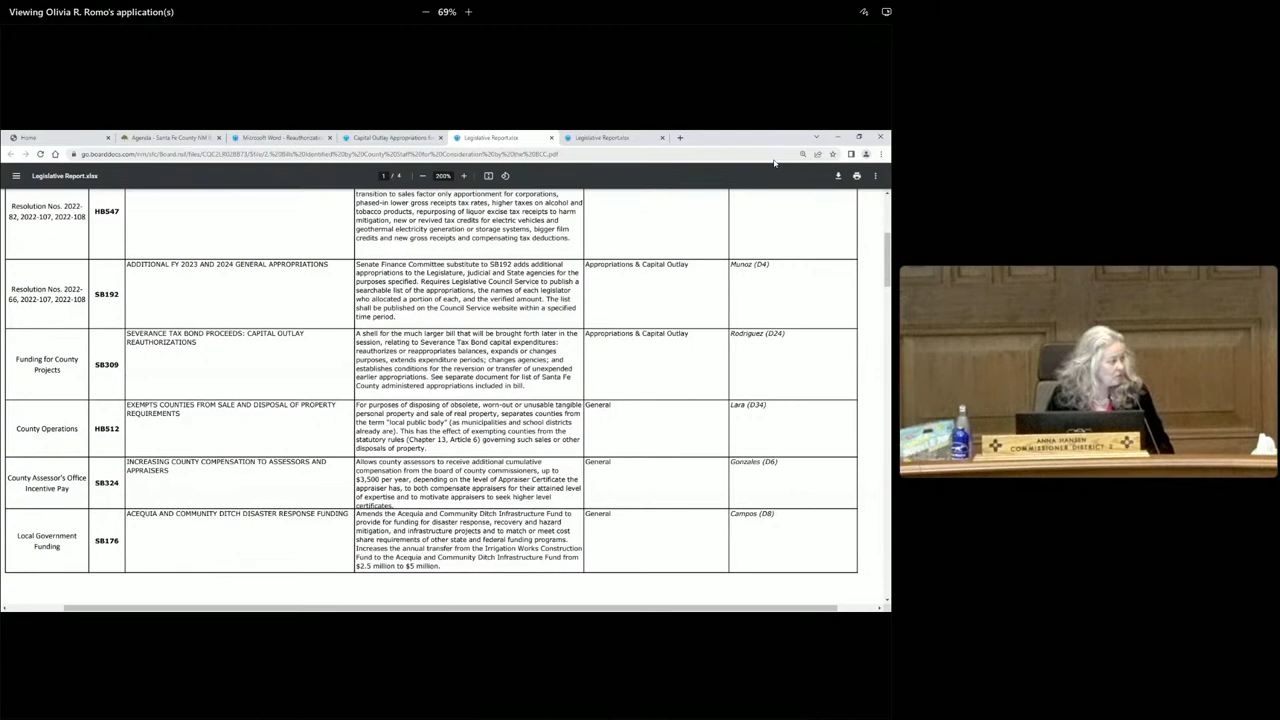 Viewing Olivia R. Romo's application(s)
69%
Home
Agenda - Santa Fe County NM B
Microsoft Word - Reauthorizatio
Capital Outlay Appropriations fo
Legislative Report.xlsx
Legislative Report.xlsx
Legislative Report.xlsx
1 / 4
200%
Resolution Nos. 2022-
82, 2022-107, 2022-108
HB547
transition to sales factor only apportionment for corporations,
phased-in lower gross receipts tax rates, higher taxes on alcohol and
tobacco products, repurposing of liquor excise tax receipts to harm
mitigation, new or revived tax credits for electric vehicles and
geothermal electricity generation or storage systems, bigger film
credits and new gross receipts and compensating tax deductions.
Resolution Nos. 2022-
66, 2022-107, 2022-108
SB192
ADDITIONAL FY 2023 AND 2024 GENERAL APPROPRIATIONS
Senate Finance Committee substitute to SB192 adds additional
appropriations to the Legislature, judicial and State agencies for the
purposes specified. Requires Legislative Council Service to publish a
searchable list of the appropriations, the names of each legislator
who allocated a portion of each, and the verified amount. The list
shall be published on the Council Service website within a specified
time period.
Appropriations & Capital Outlay
Munoz (D4)
Funding for County
Projects
SB309
SEVERANCE TAX BOND PROCEEDS: CAPITAL OUTLAY
REAUTHORIZATIONS
A shell for the much larger bill that will be brought forth later in the
session, relating to Severance Tax Bond capital expenditures:
reauthorizes or reappropriates balances, expands or changes
purposes, extends expenditure periods; changes agencies; and
establishes conditions for the reversion or transfer of unexpended
earlier appropriations. See separate document for list of Santa Fe
County administered appropriations included in bill.
Appropriations & Capital Outlay
Rodriguez (D24)
County Operations
HB512
EXEMPTS COUNTIES FROM SALE AND DISPOSAL OF PROPERTY
REQUIREMENTS
For purposes of disposing of obsolete, worn-out or unusable tangible
personal property and sale of real property, separates counties from
the term "local public body" (as municipalities and school districts
already are). This has the effect of exempting counties from the
statutory rules (Chapter 13, Article 6) governing such sales or other
disposals of property.
General
Lara (D34)
County Assessor's Office
Incentive Pay
SB324
INCREASING COUNTY COMPENSATION TO ASSESSORS AND
APPRAISERS
Allows county assessors to receive additional cumulative
compensation from the board of county commissioners, up to
$3,500 per year, depending on the level of Appraiser Certificate the
appraiser has, to both compensate appraisers for their attained level
of expertise and to motivate appraisers to seek higher level
certificates.
General
Gonzales (D6)
Local Government
Funding
SB176
ACEQUIA AND COMMUNITY DITCH DISASTER RESPONSE FUNDING
Amends the Acequia and Community Ditch Infrastructure Fund to
provide for funding for disaster response, recovery and hazard
mitigation, and infrastructure projects and to match or meet cost
share requirements of other state and federal funding programs.
Increases the annual transfer from the Irrigation Works Construction
Fund to the Acequia and Community Ditch Infrastructure Fund from
$2.5 million to $5 million.
General
Campos (D8)
ANNA HANSEN
COMMISSIONER DISTRICT 2